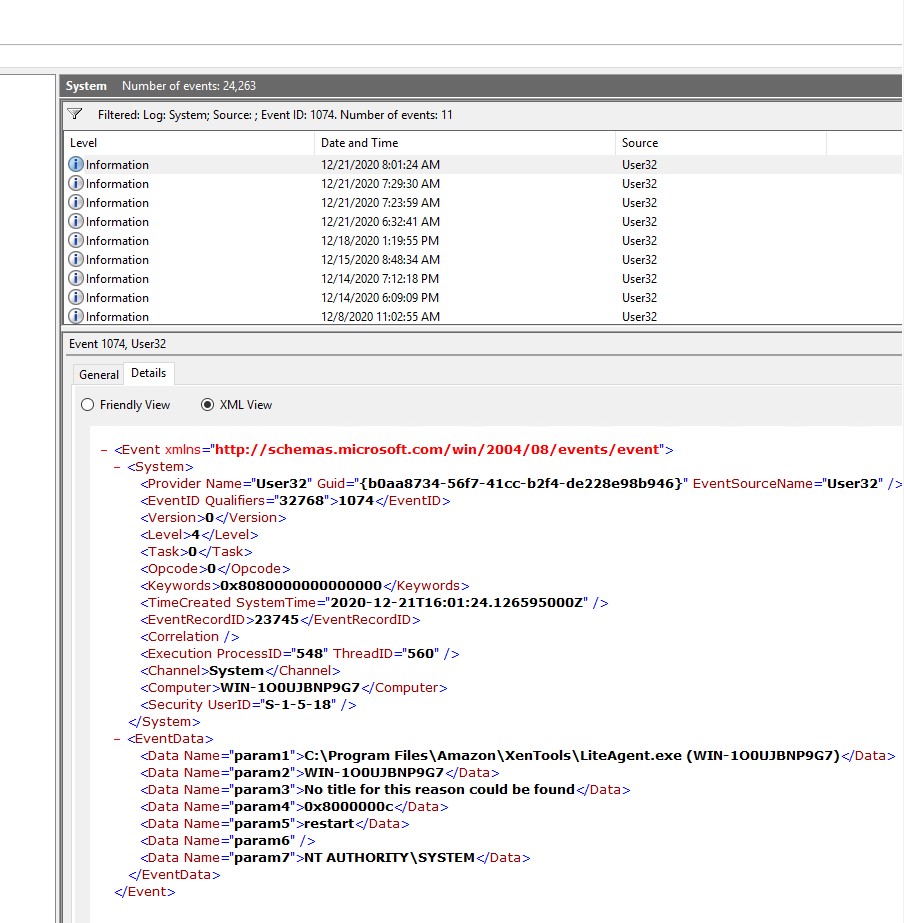 System Number of events: 24,263
Filtered: Log: System; Source: ; Event ID: 1074. Number of events: 11
Level Date and Time Source
Information 12/21/2020 8:01:24 AM User32
Information 12/21/2020 7:29:30 AM User32
Information 12/21/2020 7:23:59 AM User32
Information 12/21/2020 6:32:41 AM User32
Information 12/18/2020 1:19:55 PM User32
Information 12/15/2020 8:48:34 AM User32
Information 12/14/2020 7:12:18 PM User32
Information 12/14/2020 6:09:09 PM User32
Information 12/8/2020 11:02:55 AM User32
Event 1074, User32
General Details
Friendly View XML View
- <Event xmlns="http://schemas.microsoft.com/win/2004/08/events/event">
- <System>
<Provider Name="User32" Guid="{b0aa8734-56f7-41cc-b2f4-de228e98b946}" EventSourceName="User32" />
<EventID Qualifiers="32768">1074</EventID>
<Version>0</Version>
<Level>4</Level>
<Task>0</Task>
<Opcode>0</Opcode>
<Keywords>0x8080000000000000</Keywords>
<TimeCreated SystemTime="2020-12-21T16:01:24.126595000Z" />
<EventRecordID>23745</EventRecordID>
<Correlation />
<Execution ProcessID="548" ThreadID="560" />
<Channel>System</Channel>
<Computer>WIN-1O0UJBNP9G7</Computer>
<Security UserID="S-1-5-18" />
</System>
- <EventData>
<Data Name="param1">C:\Program Files\Amazon\XenTools\LiteAgent.exe (WIN-1O0UJBNP9G7)</Data>
<Data Name="param2">WIN-1O0UJBNP9G7</Data>
<Data Name="param3">No title for this reason could be found</Data>
<Data Name="param4">0x8000000c</Data>
<Data Name="param5">restart</Data>
<Data Name="param6" />
<Data Name="param7">NT AUTHORITY\SYSTEM</Data>
</EventData>
</Event>